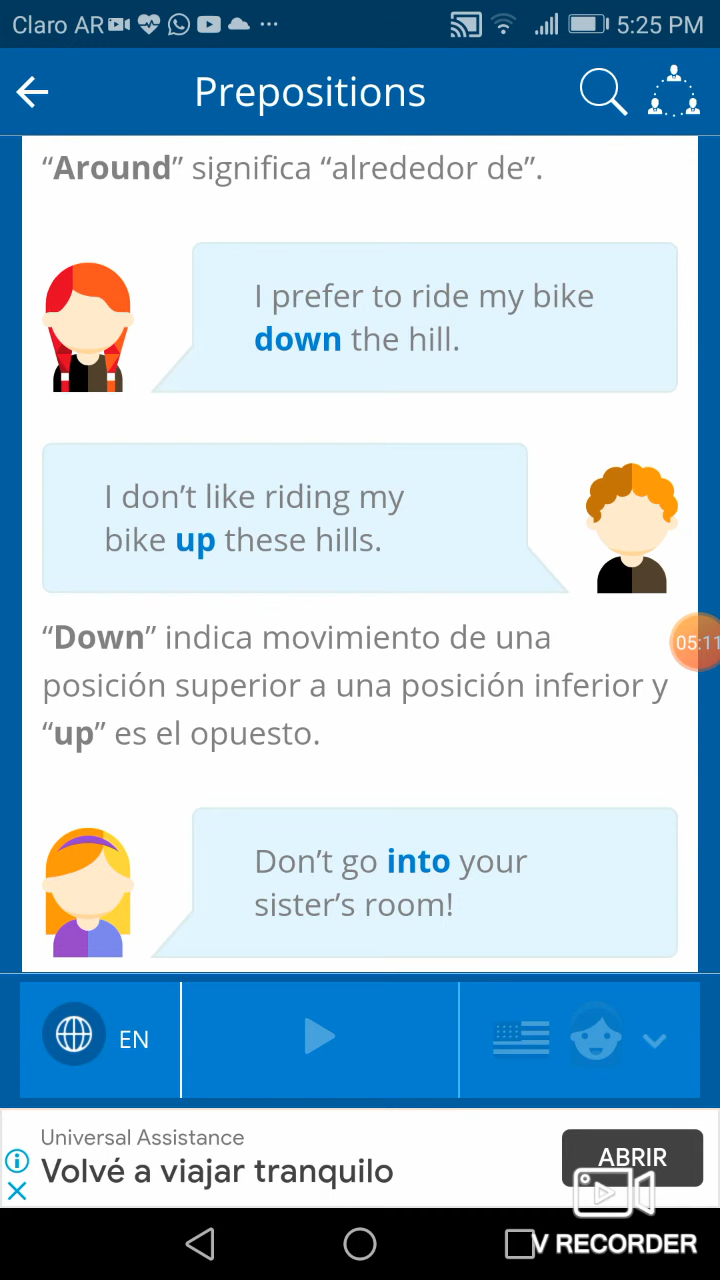 Claro AR ... 5:25 PM
Prepositions
“Around” significa “alrededor de”.
I prefer to ride my bike
down the hill.
I don’t like riding my
bike up these hills.
“Down” indica movimiento de una
posición superior a una posición inferior y
“up” es el opuesto.
05:11
Don’t go into your
sister’s room!
EN
Universal Assistance
Volvé a viajar tranquilo
ABRIR
V RECORDER